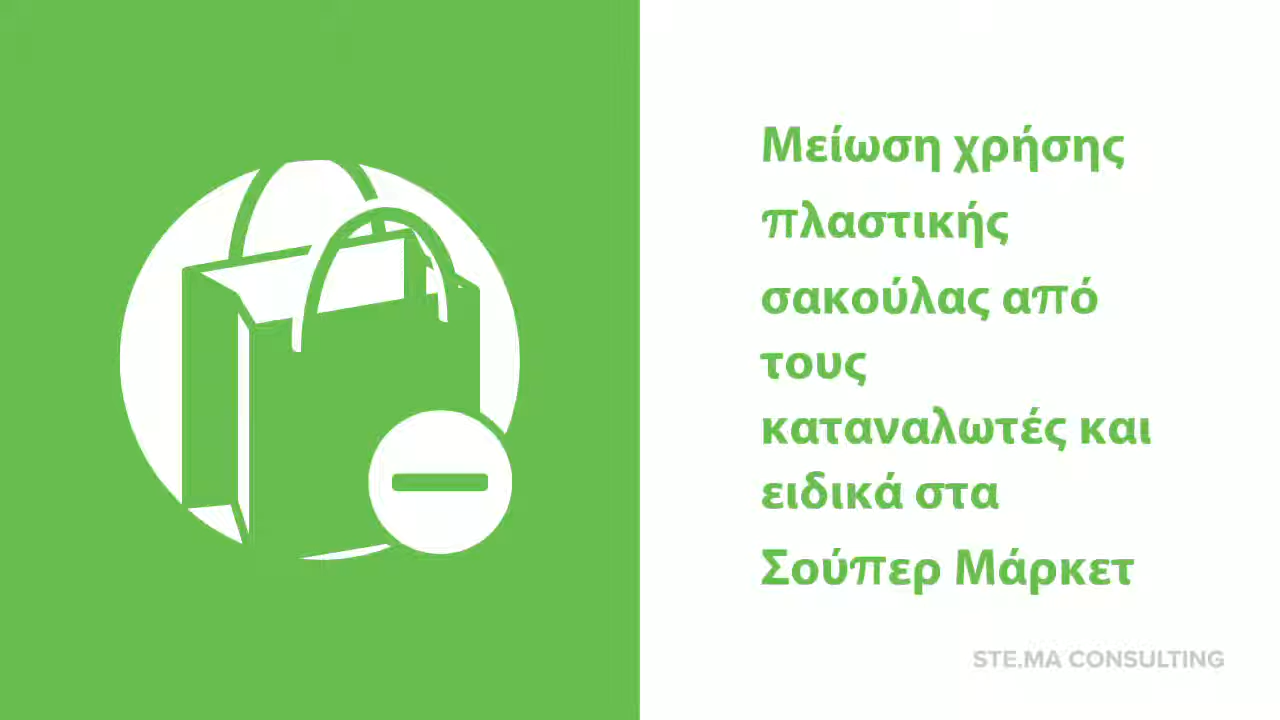 Μείωση χρήσης
πλαστικής
σακούλας από
τους
καταναλωτές και
ειδικά στα
Σούπερ Μάρκετ
STE.MA CONSULTING